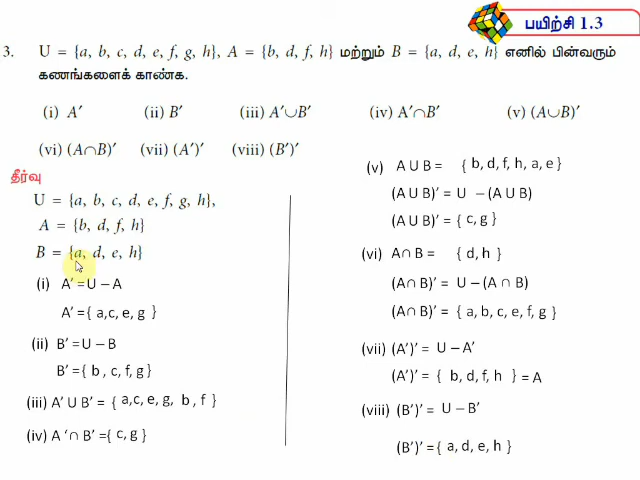 பயிற்சி 1.3
3. U = {a, b, c, d, e, f, g, h}, A = {b, d, f, h} மற்றும் B = {a, d, e, h} எனில் பின்வரும்
கணங்களைக் காண்க.
(i) A′ (ii) B′ (iii) A′∪B′ (iv) A′∩B′ (v) (A∪B)′
(vi) (A∩B)′ (vii) (A′)′ (viii) (B′)′
தீர்வு
U = {a, b, c, d, e, f, g, h},
A = {b, d, f, h}
B = {a, d, e, h}
(i) A′ =U – A
A′ ={ a,c, e, g }
(ii) B′ =U – B
B′ ={ b , c, f, g}
(iii) A′ U B′ = { a,c, e, g, b , f }
(iv) A ‘∩ B′ ={ c, g }
(v) A U B = { b, d, f, h, a, e}
(A U B)′ = U – (A U B)
(A U B)′ = { c, g }
(vi) A∩ B = { d, h }
(A∩ B)′ = U – (A ∩ B)
(A∩ B)′ = { a, b, c, e, f, g }
(vii) (A′)′ = U – A′
(A′)′ = { b, d, f, h } = A
(viii) (B′)′ = U – B′
(B′)′ = { a, d, e, h }